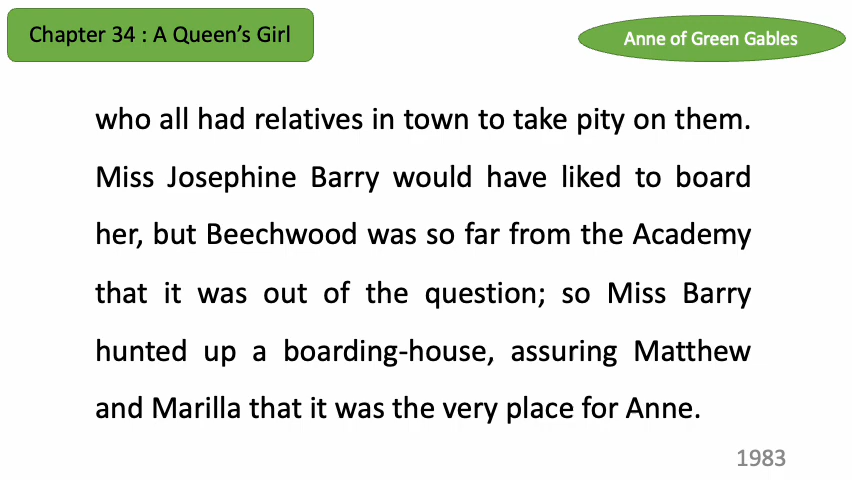 Chapter 34 : A Queen’s Girl
Anne of Green Gables
who all had relatives in town to take pity on them.
Miss Josephine Barry would have liked to board
her, but Beechwood was so far from the Academy
that it was out of the question; so Miss Barry
hunted up a boarding-house, assuring Matthew
and Marilla that it was the very place for Anne.
1983